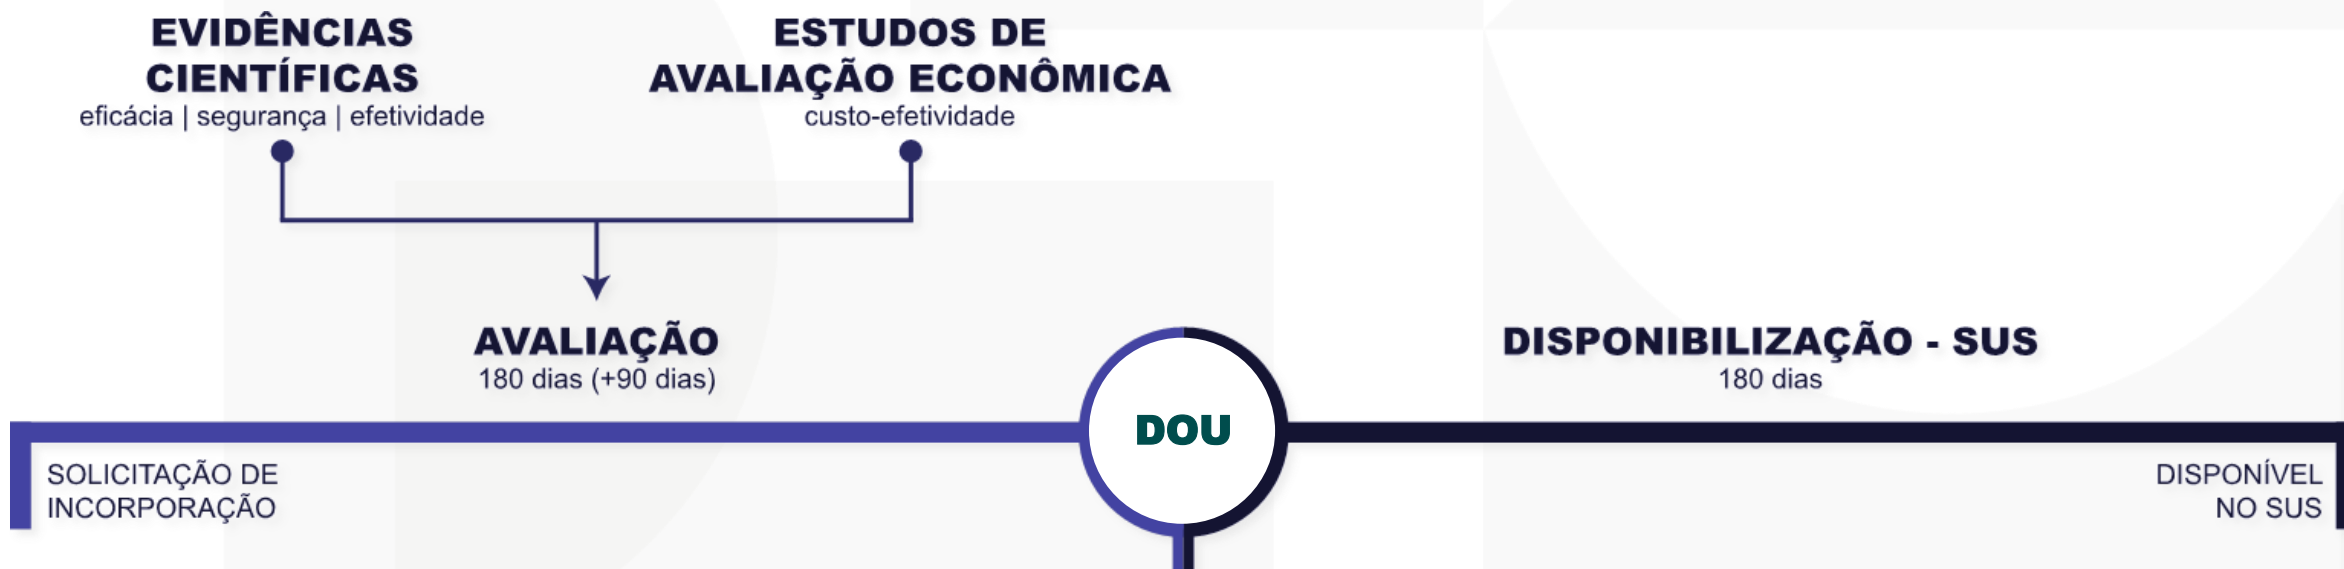 EVIDÊNCIAS
CIENTÍFICAS
eficácia | segurança | efetividade
ESTUDOS DE
AVALIAÇÃO ECONÔMICA
custo-efetividade
AVALIAÇÃO
180 dias (+90 dias)
DOU
DISPONIBILIZAÇÃO - SUS
180 dias
SOLICITAÇÃO DE
INCORPORAÇÃO
DISPONÍVEL
NO SUS